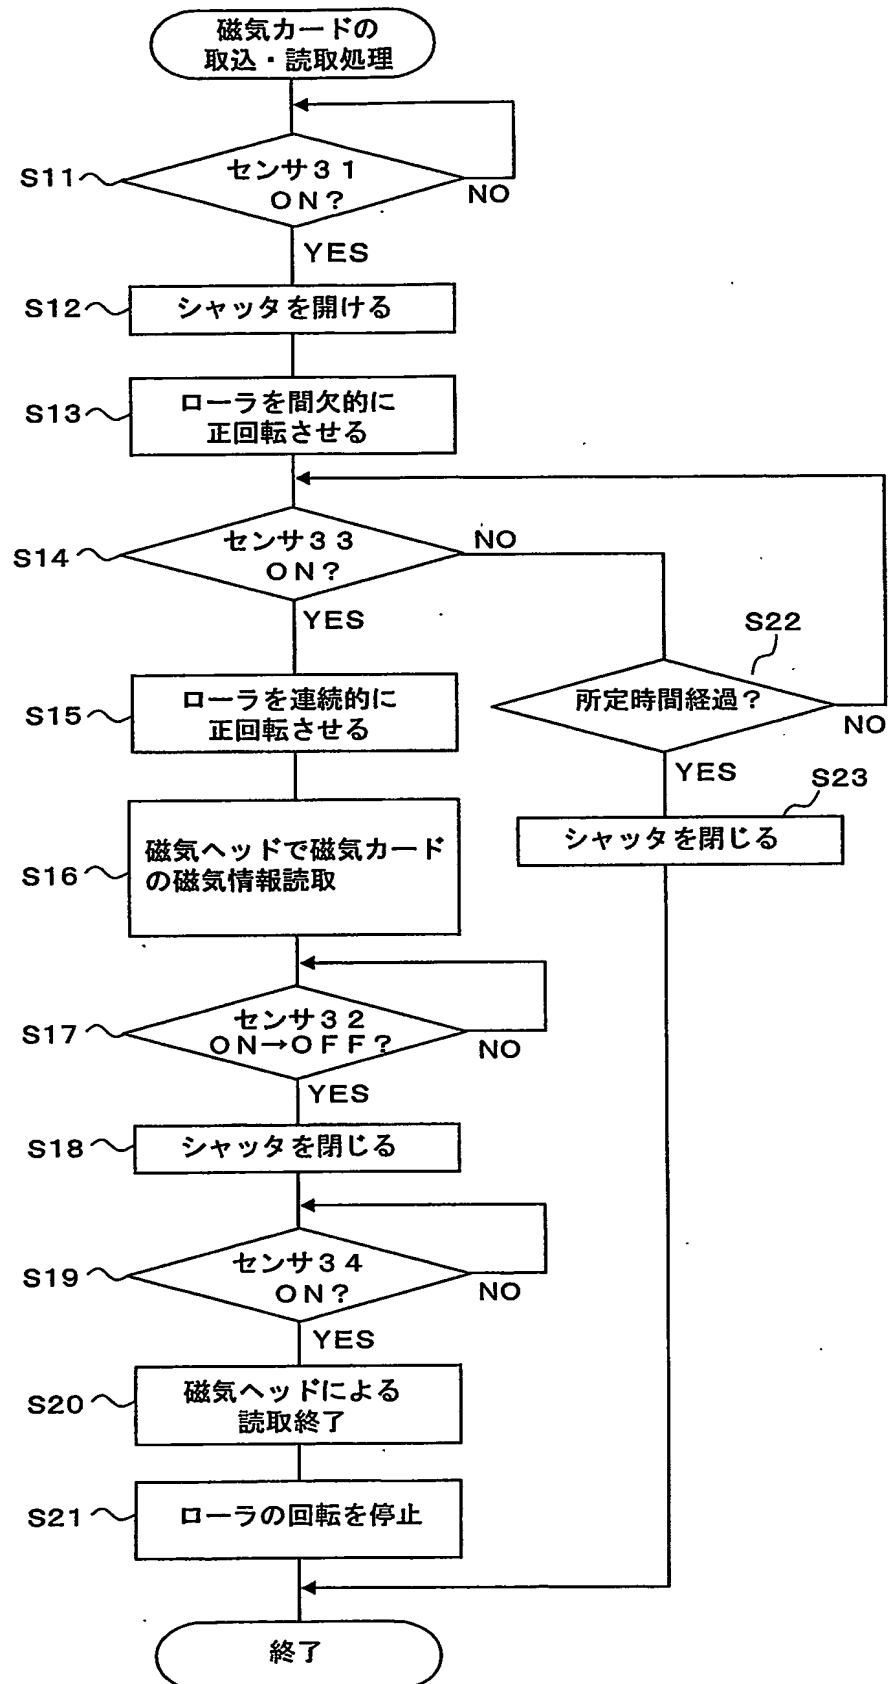 磁気カードの
取込・読取処理
S11
センサ３１
ＯＮ？
NO
YES
S12
シャッタを開ける
S13
ローラを間欠的に
正回転させる
S14
センサ３３
ＯＮ？
NO
YES
S22
所定時間経過？
NO
YES
S15
ローラを連続的に
正回転させる
S23
シャッタを閉じる
S16
磁気ヘッドで磁気カード
の磁気情報読取
S17
センサ３２
ＯＮ→ＯＦＦ？
NO
YES
S18
シャッタを閉じる
S19
センサ３４
ＯＮ？
NO
YES
S20
磁気ヘッドによる
読取終了
S21
ローラの回転を停止
終了